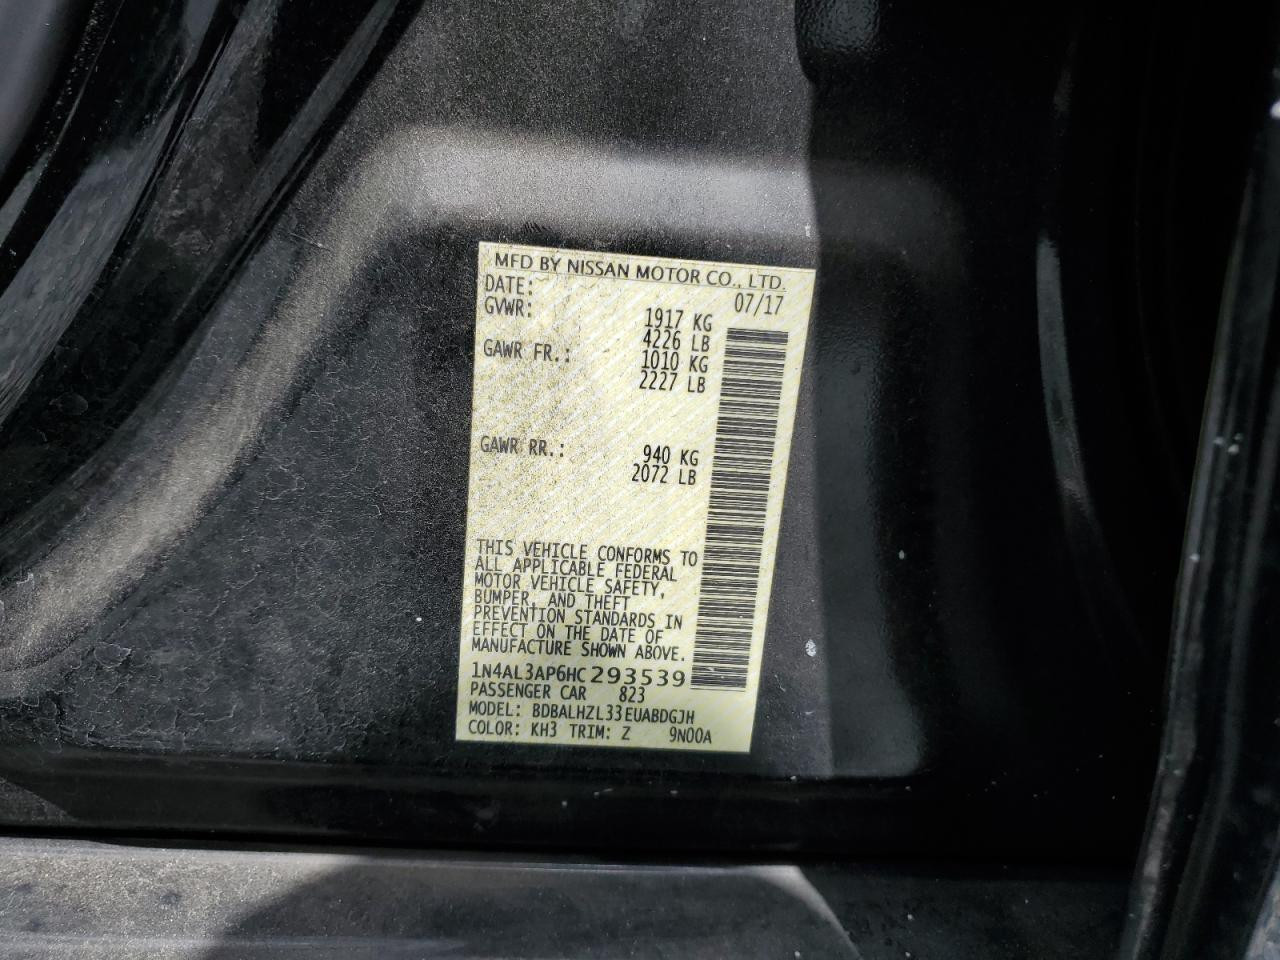 MFD BY NISSAN MOTOR CO., LTD.
DATE: 07/17
GVWR: 1917 KG
4226 LB
GAWR FR.: 1010 KG
2227 LB
GAWR RR.: 940 KG
2072 LB
THIS VEHICLE CONFORMS TO
ALL APPLICABLE FEDERAL
MOTOR VEHICLE SAFETY,
BUMPER, AND THEFT
PREVENTION STANDARDS IN
EFFECT ON THE DATE OF
MANUFACTURE SHOWN ABOVE.
1N4AL3AP6HC293539
PASSENGER CAR 823
MODEL: BDBALHZL33EUABDGJH
COLOR: KH3 TRIM: Z 9N00A